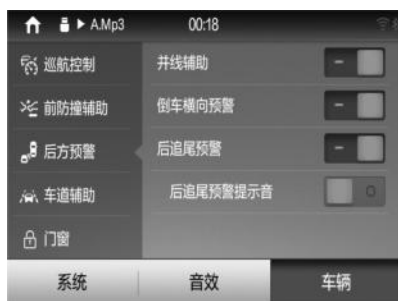 A.Mp3 00:18
巡航控制
并线辅助
前防撞辅助
倒车横向预警
后方预警
后追尾预警
车道辅助
后追尾预警提示音
门窗
系统 音效 车辆